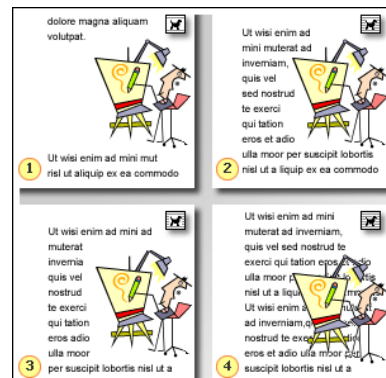 dolore magna aliquam
volutpat.
Ut wisi enim ad mini mut
nisl ut aliquip ex ea commodo
1
Ut wisi enim ad
mini muterat ad
inverniam,
quis vel
sed nostrud
te exerci
qui tation
eros et adio
ulla moor per suscipit lobortis
nisl ut a liquip ex ea commodo
2
Ut wisi enim ad mini ad
muterat
invernia
quis vel
nostrud
te exerci
qui tation
eros adio
ulla moor
per suscipit lobortis nisl ut a
3
Ut wisi enim ad mini
muterat ad inverniam,
quis vel sed nostrud te
exerci qui tation eros et adio
ulla moor
nisl ut a
Ut wisi enim
ad inverniam,
nostrud te
eros et adio ulla moor per
suscipit lobortis nisl ut a
4